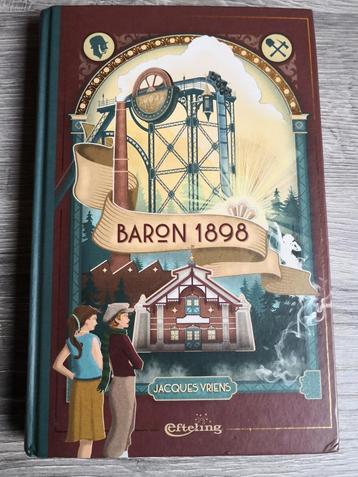 BARON 1898
JACQUES VRIENS
Efteling